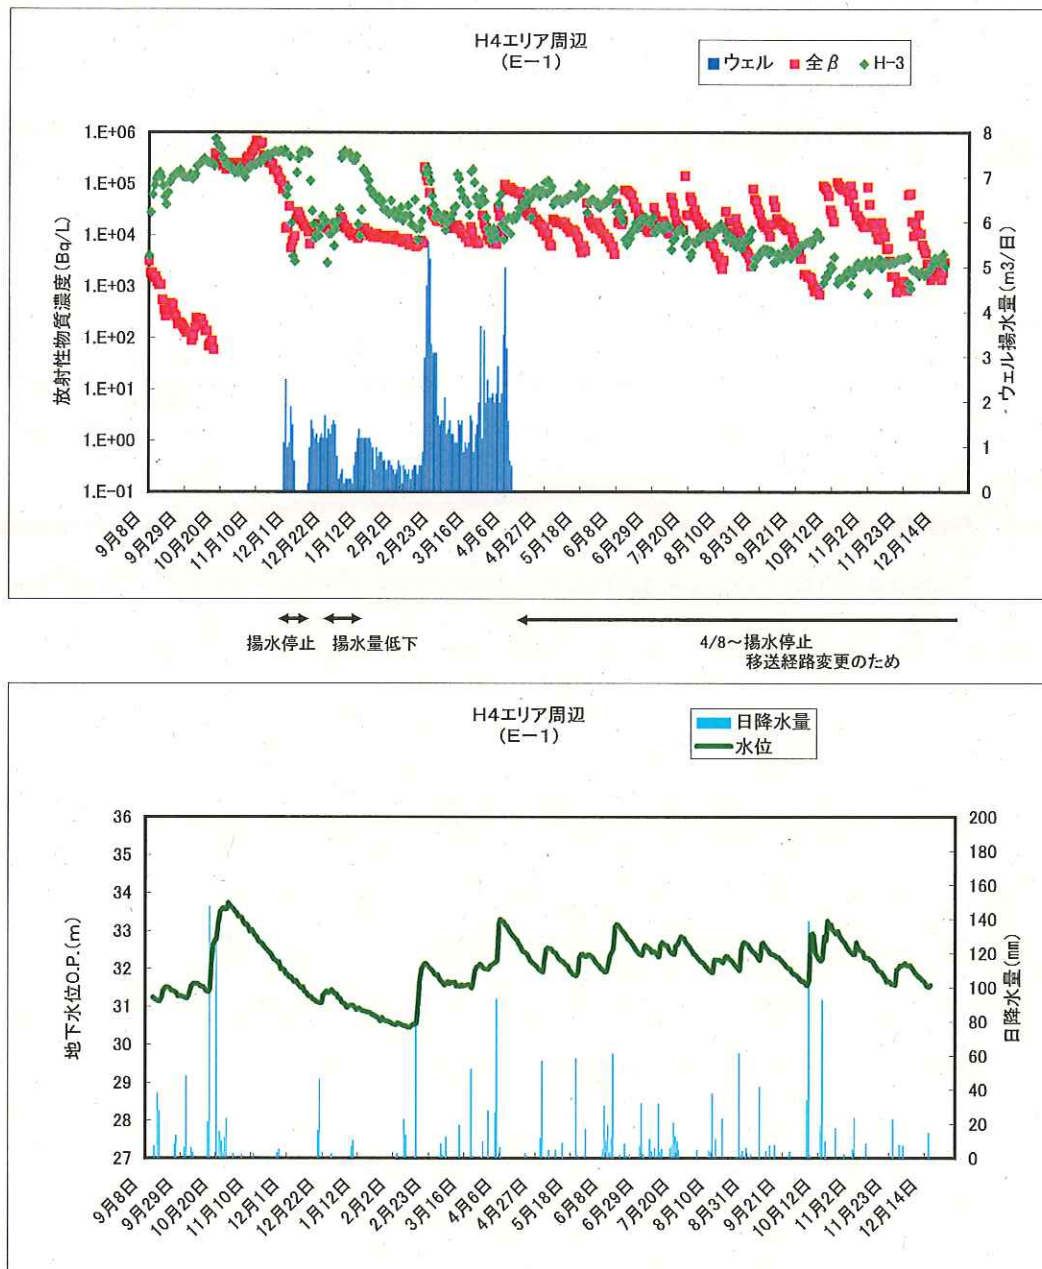 H4エリア周辺
(E－1)
ウェル 全β H-3
放射性物質濃度(Bq/L)
1.E+06
1.E+05
1.E+04
1.E+03
1.E+02
1.E+01
1.E+00
1.E-01
8
7
6
5
4
3
2
1
0
ウェル揚水量(m3/日)
9月8日
9月29日
10月20日
11月10日
12月1日
12月22日
1月12日
2月2日
2月23日
3月16日
4月6日
4月27日
5月18日
6月8日
6月29日
7月20日
8月10日
8月31日
9月21日
10月12日
11月2日
11月23日
12月14日
揚水停止 揚水量低下
4/8～揚水停止
移送経路変更のため
H4エリア周辺
(E－1)
日降水量
水位
地下水位O.P.(m)
36
35
34
33
32
31
30
29
28
27
200
180
160
140
120
100
80
60
40
20
0
日降水量(㎜)
9月8日
9月29日
10月20日
11月10日
12月1日
12月22日
1月12日
2月2日
2月23日
3月16日
4月6日
4月27日
5月18日
6月8日
6月29日
7月20日
8月10日
8月31日
9月21日
10月12日
11月2日
11月23日
12月14日